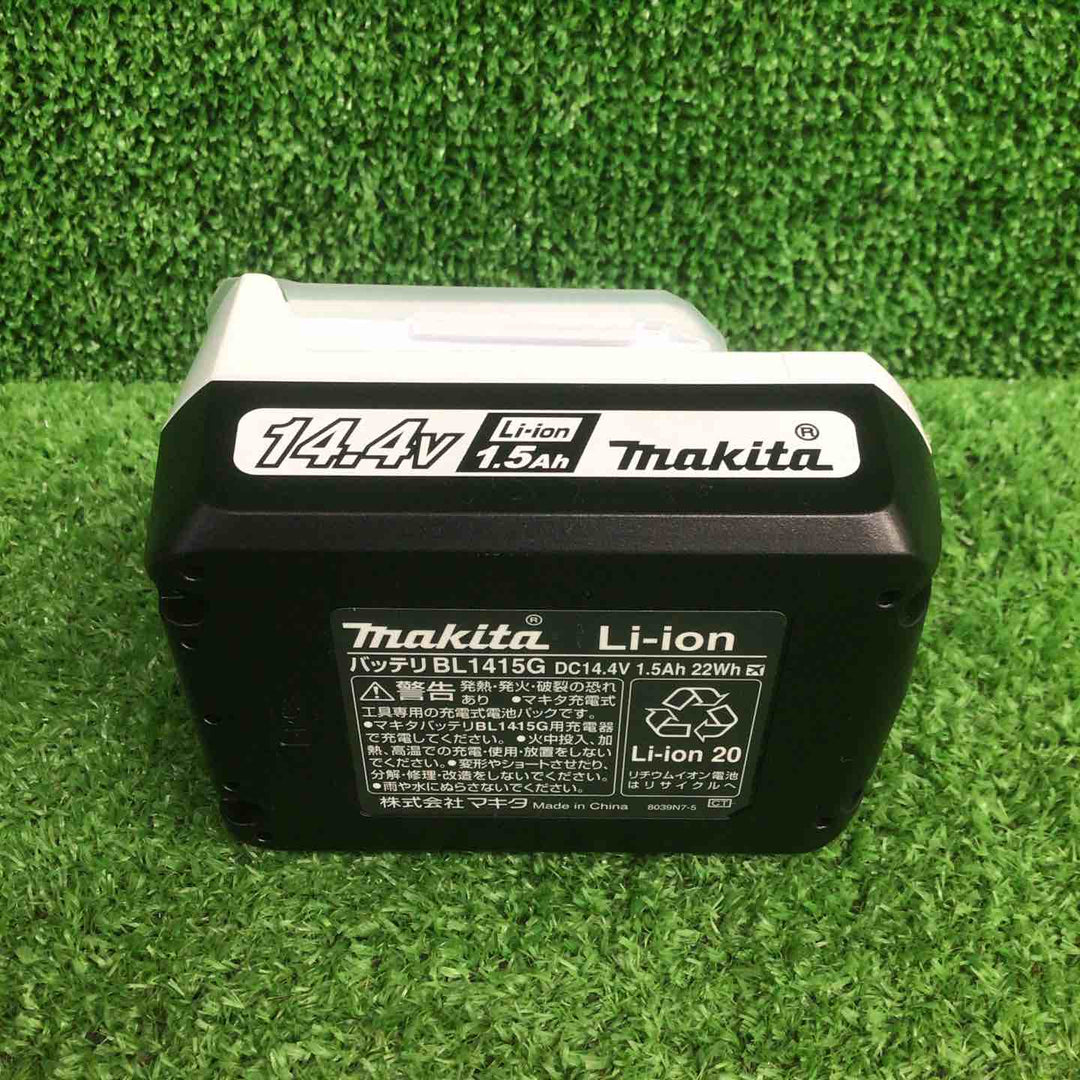 14.4V Li-ion 1.5Ah makita®
makita® Li-ion
バッテリ BL1415G DC14.4V 1.5Ah 22Wh
警告 発熱・発火・破裂の恐れ
あり ●マキタ充電式
工具専用の充電式電池パックです。
●マキタバッテリBL1415G用充電器
で充電してください。 ●火中投入、加
熱、高温での充電・使用・放置をしない
でください。 ●変形やショートさせたり、
分解・修理・改造をしないでください。
●雨や水にぬらさないでください。
Li-ion 20
リチウムイオン電池
はリサイクルへ
株式会社 マキタ Made in China 8039N7-5 CT